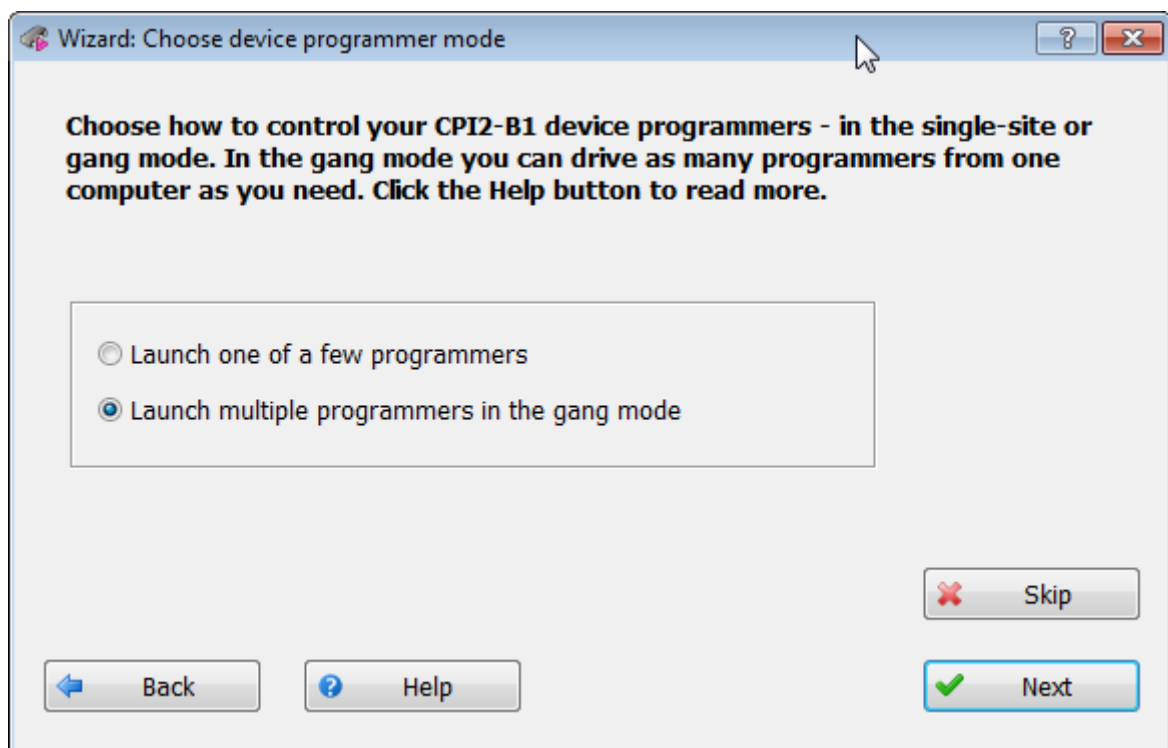 Wizard: Choose device programmer mode
Choose how to control your CPI2-B1 device programmers - in the single-site or
gang mode. In the gang mode you can drive as many programmers from one
computer as you need. Click the Help button to read more.
Launch one of a few programmers
Launch multiple programmers in the gang mode
Skip
Back
Help
Next